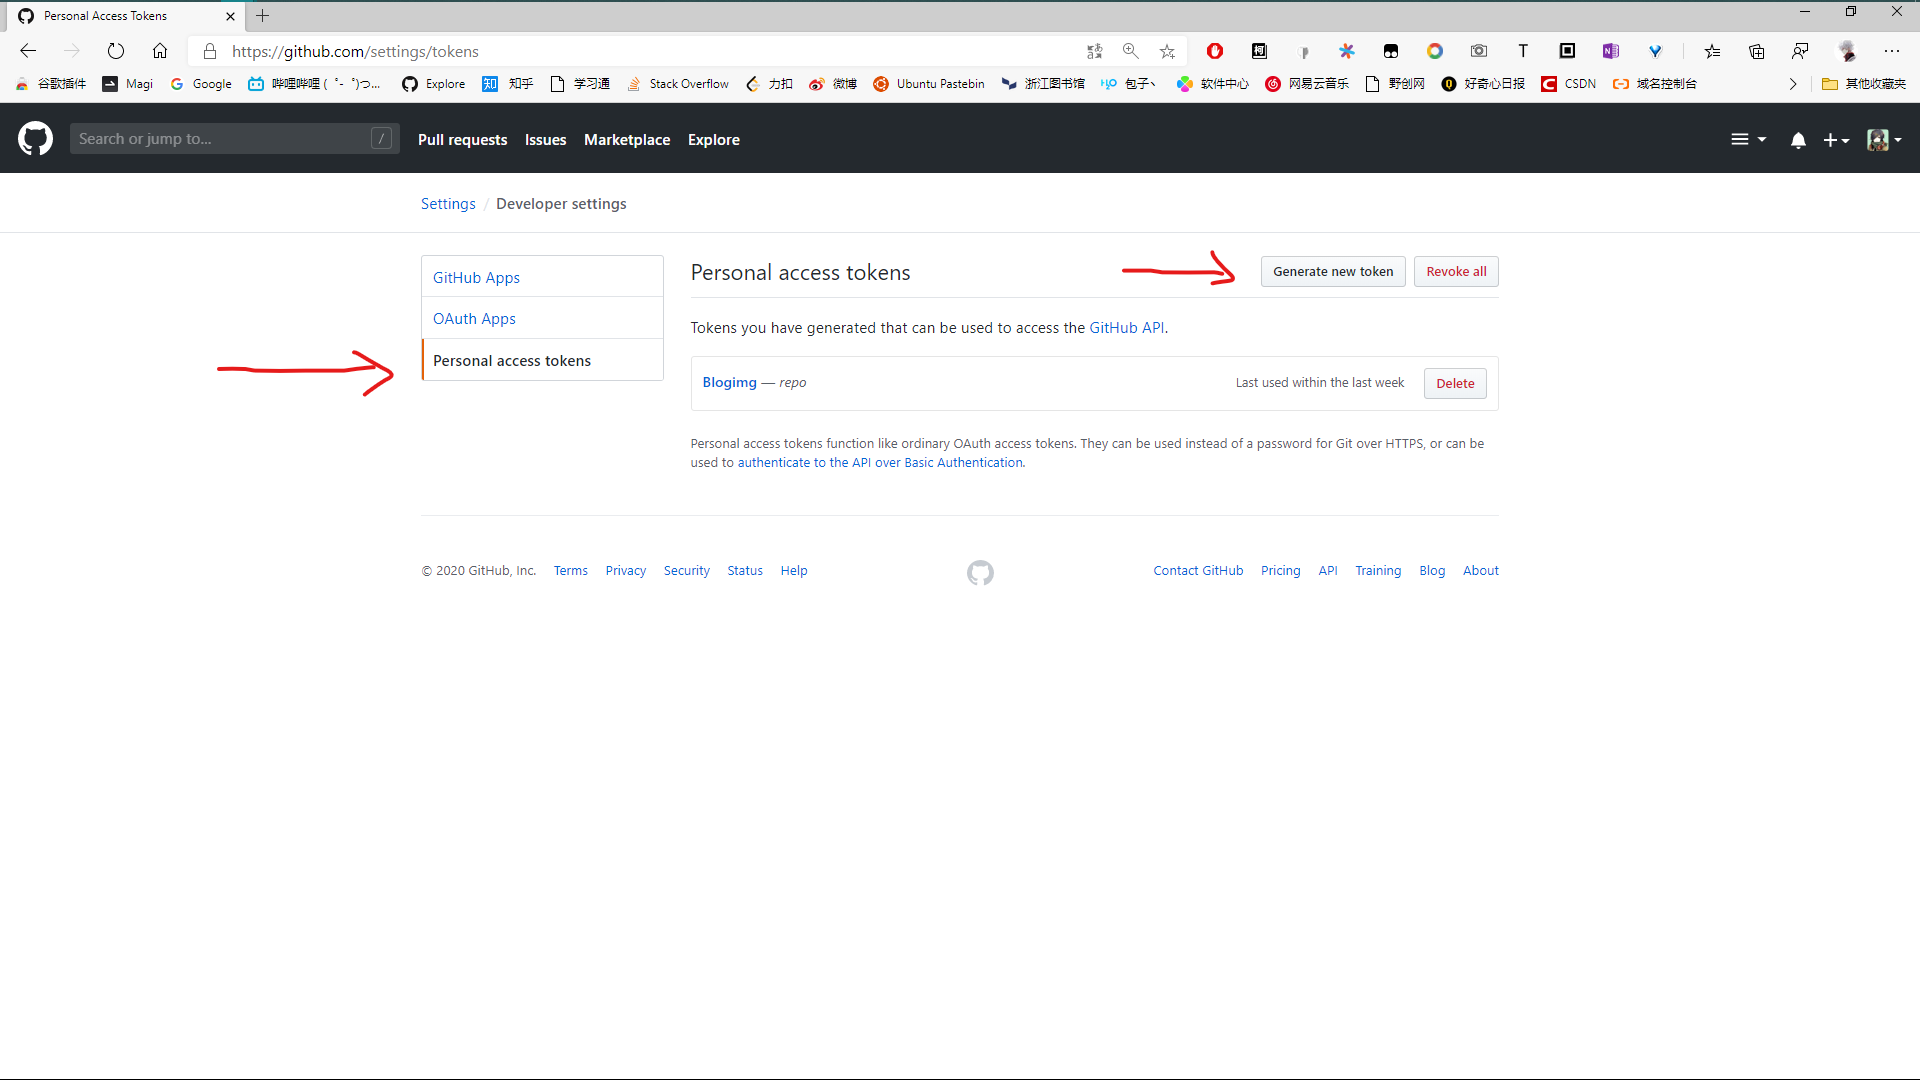 Personal Access Tokens
https://github.com/settings/tokens
谷歌插件 Magi Google 哔哩哔哩 ( ゜- ゜)つ... Explore 知乎 学习通 Stack Overflow 力扣 微博 Ubuntu Pastebin 浙江图书馆 包子丶 软件中心 网易云音乐 野创网 好奇心日报 CSDN 域名控制台 其他收藏夹
Search or jump to... / Pull requests Issues Marketplace Explore
Settings / Developer settings
GitHub Apps
OAuth Apps
Personal access tokens
Personal access tokens Generate new token Revoke all
Tokens you have generated that can be used to access the GitHub API.
Blogimg — repo Last used within the last week Delete
Personal access tokens function like ordinary OAuth access tokens. They can be used instead of a password for Git over HTTPS, or can be
used to authenticate to the API over Basic Authentication.
© 2020 GitHub, Inc. Terms Privacy Security Status Help Contact GitHub Pricing API Training Blog About